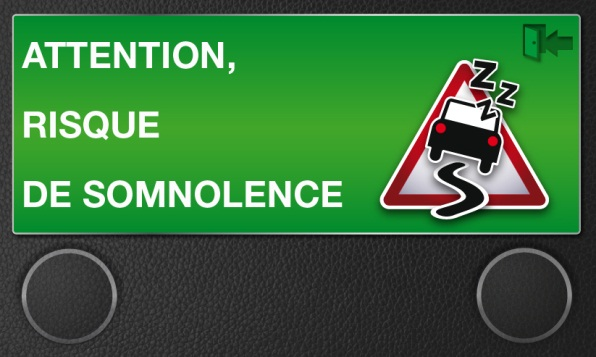 ATTENTION,
RISQUE
DE SOMNOLENCE
Z
Z
Z